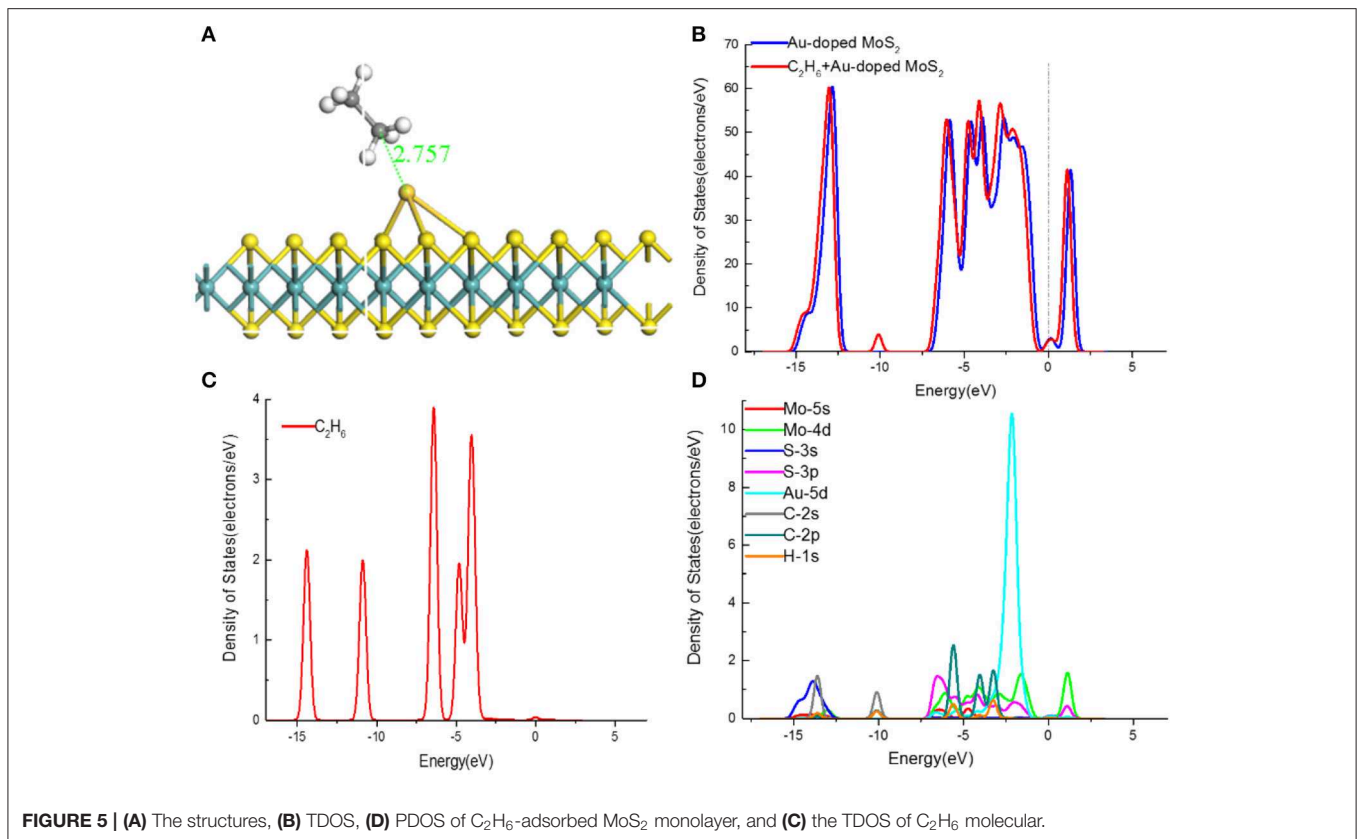 A
2.757
B
Au-doped MoS₂
C₂H₆+Au-doped MoS₂
70
60
50
40
30
20
10
0
Density of States(electrons/eV)
-15 -10 -5 0 5
Energy(eV)
C
C₂H₆
4
3
2
1
0
Density of States(electrons/eV)
-15 -10 -5 0 5
Energy(eV)
D
Mo-5s
Mo-4d
S-3s
S-3p
Au-5d
C-2s
C-2p
H-1s
10
8
6
4
2
0
Density of States(electrons/eV)
-15 -10 -5 0 5
Energy(eV)
FIGURE 5 | (A) The structures, (B) TDOS, (D) PDOS of C₂H₆-adsorbed MoS₂ monolayer, and (C) the TDOS of C₂H₆ molecular.